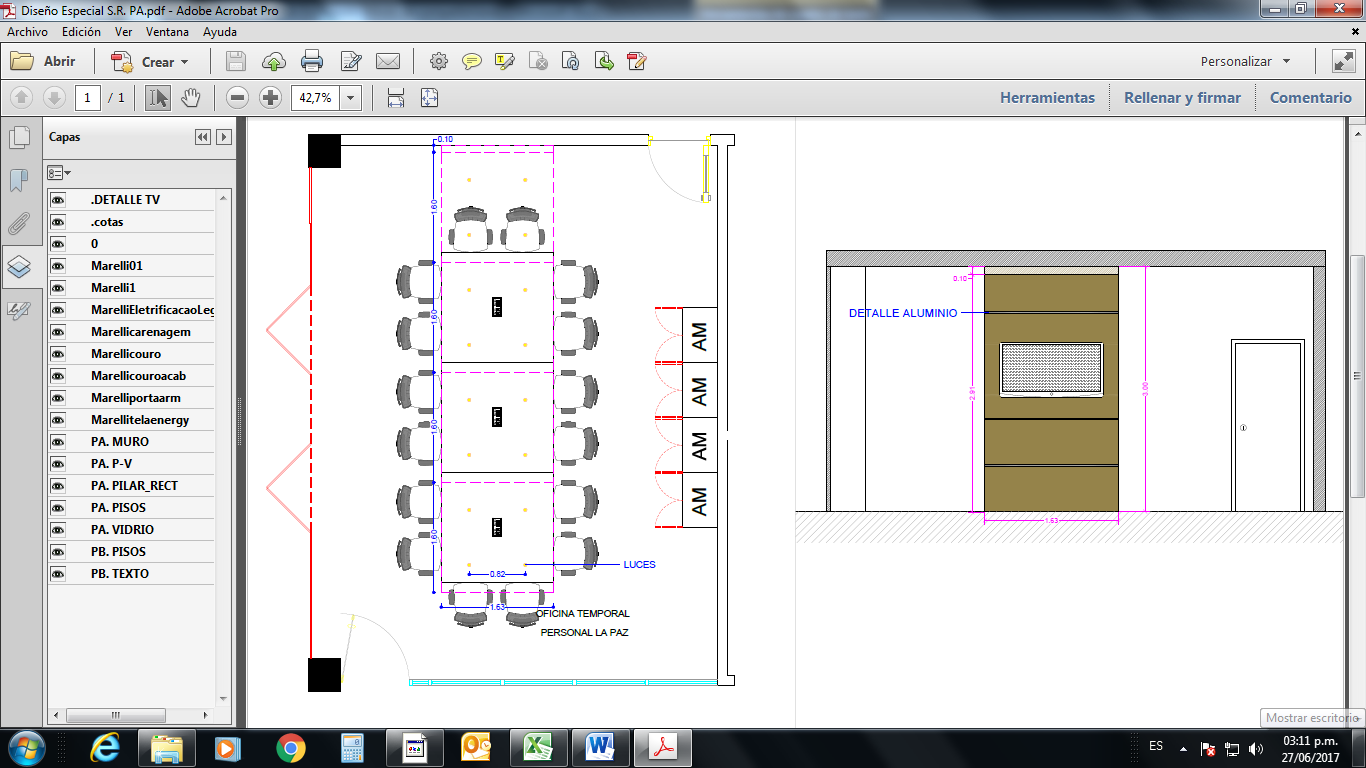 Diseño Especial S.R. PA.pdf - Adobe Acrobat Pro
Archivo Edición Ver Ventana Ayuda
Abrir Crear Personalizar
1 / 1 42,7% Herramientas Rellenar y firmar Comentario
Capas
.DETALLE TV
.cotas
0
Marelli01
Marelli1
MarelliEletrificacaoLeg
Marellicarenagem
Marellicouro
Marellicouroacab
Marelliportaarm
Marellitelaenergy
PA. MURO
PA. P-V
PA. PILAR_RECT
PA. PISOS
PA. VIDRIO
PB. PISOS
PB. TEXTO
0.10
1.60
1.60
1.60
1.60
AM
AM
AM
AM
LUCES
0.82
1.63
OFICINA TEMPORAL
PERSONAL LA PAZ
0.10
DETALLE ALUMINIO
2.91
3.00
1.63
Mostrar escritorio
ES
03:11 p.m.
27/06/2017